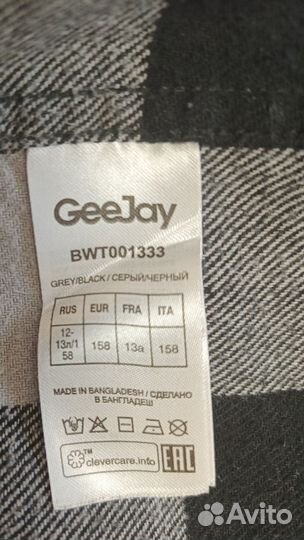 GeeJay
BWT001333
GREY/BLACK / СЕРЫЙ/ЧЕРНЫЙ
RUS EUR FRA ITA
12-
13л/1
58 158 13a 158
MADE IN BANGLADESH / СДЕЛАНО
В БАНГЛАДЕШ
TM
clevercare.info EAC
Avito